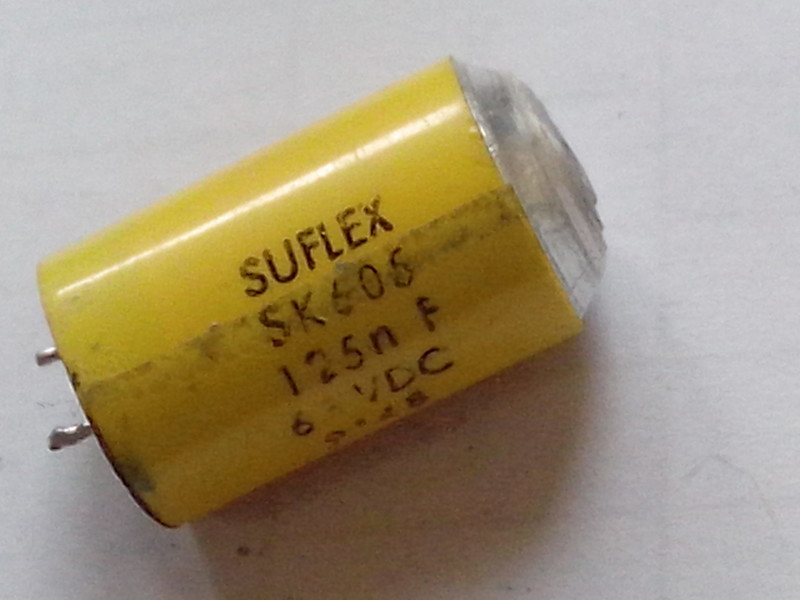 SUFLEX
SK606
125n F
VDC